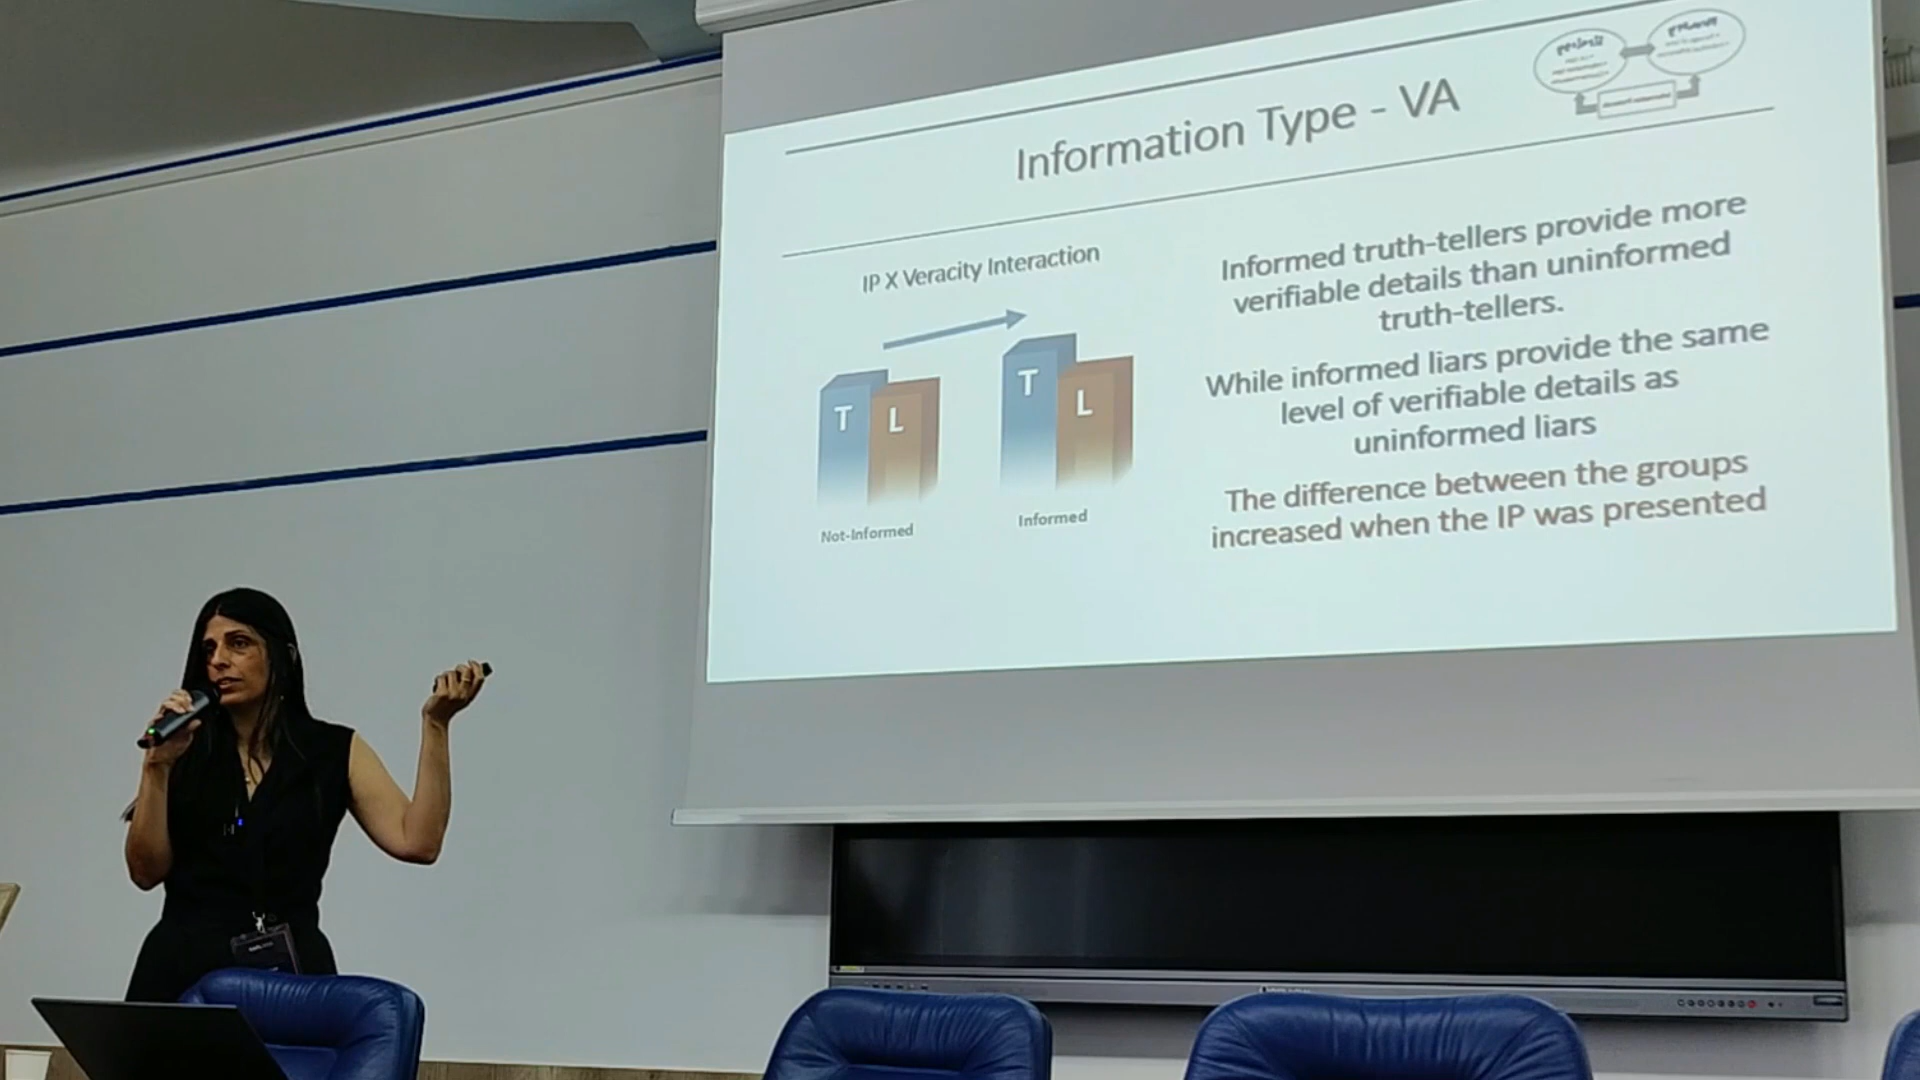 Information Type - VA
IP X Veracity Interaction
T
L
T
L
Not-Informed
Informed
Informed truth-tellers provide more
verifiable details than uninformed
truth-tellers.
While informed liars provide the same
level of verifiable details as
uninformed liars
The difference between the groups
increased when the IP was presented